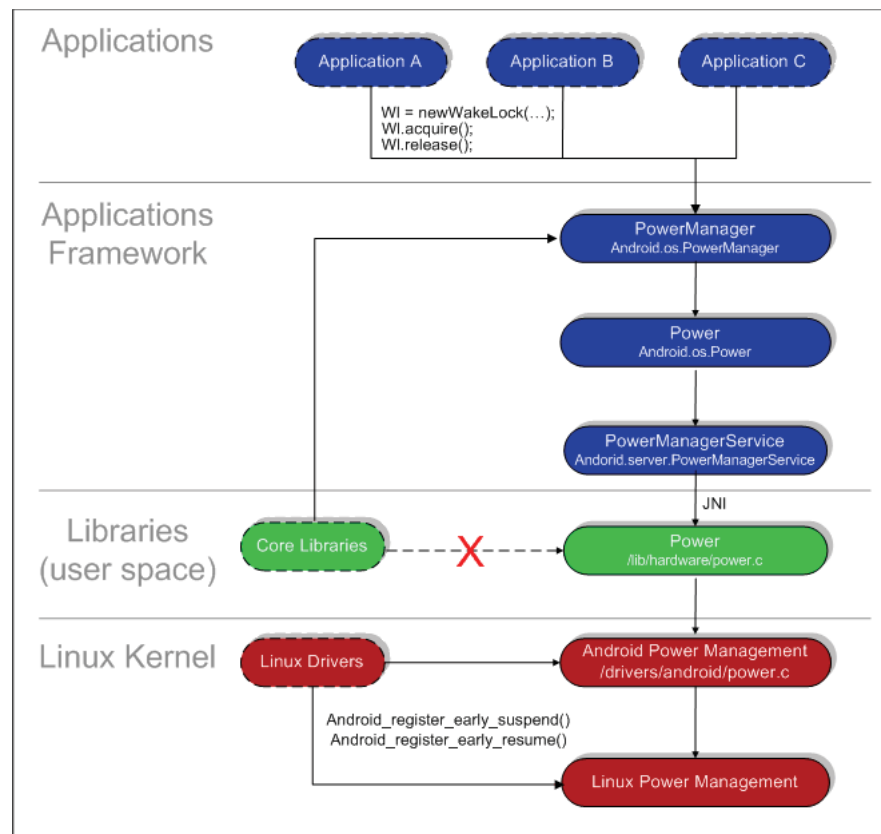 Applications
Application A
Application B
Application C
Wl = newWakeLock(…);
Wl.acquire();
Wl.release();
Applications
Framework
PowerManager
Android.os.PowerManager
Power
Android.os.Power
PowerManagerService
Andorid.server.PowerManagerService
JNI
Libraries
(user space)
Core Libraries
X
Power
/lib/hardware/power.c
Linux Kernel
Linux Drivers
Android Power Management
/drivers/android/power.c
Android_register_early_suspend()
Android_register_early_resume()
Linux Power Management